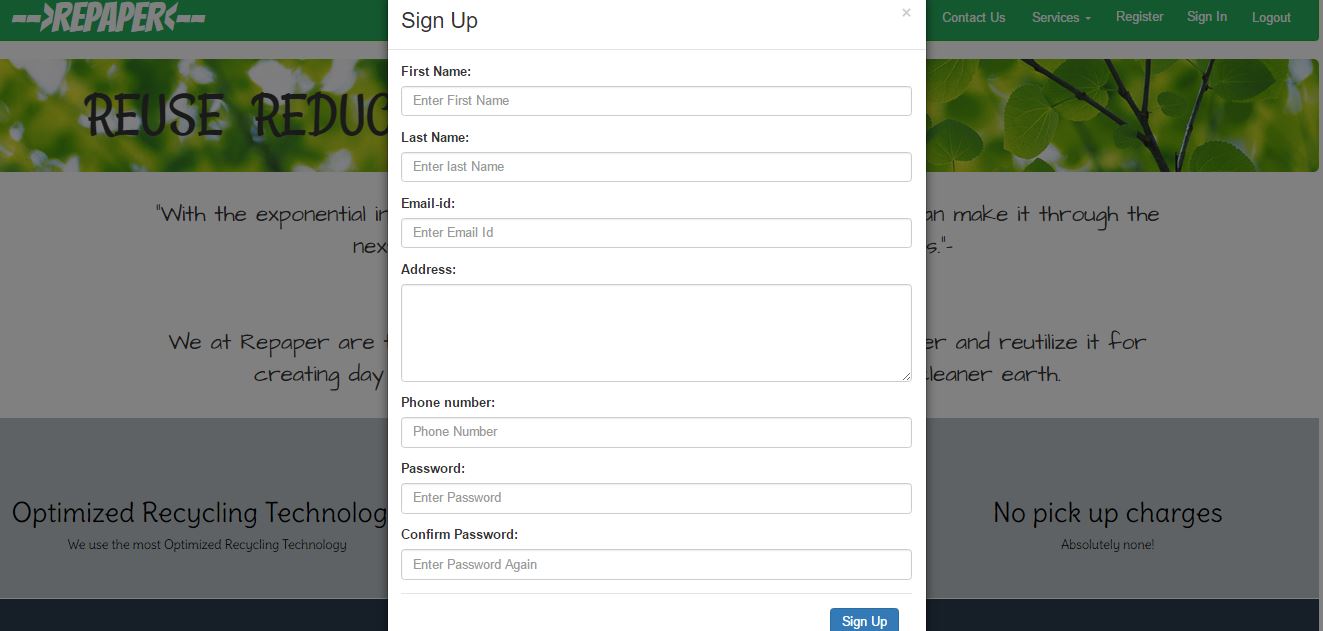 -->REPAPER<--
Contact Us Services Register Sign In Logout
Sign Up
×
First Name:
Enter First Name
Last Name:
Enter last Name
Email-id:
Enter Email Id
Address:
Phone number:
Phone Number
Password:
Enter Password
Confirm Password:
Enter Password Again
Sign Up
REUSE REDUC
"With the exponential in an make it through the
nex s."-
We at Repaper are t er and reutilize it for
creating day cleaner earth.
Optimized Recycling Technolog
We use the most Optimized Recycling Technology
No pick up charges
Absolutely none!